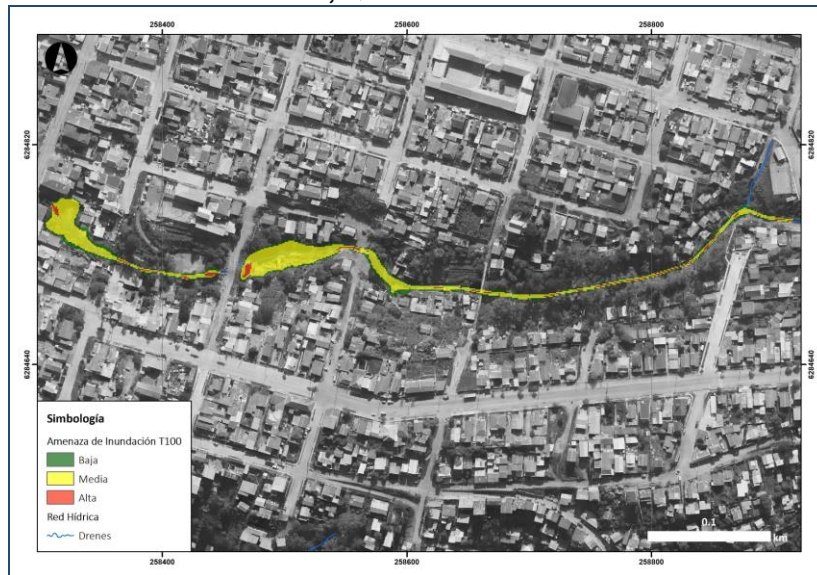 258400
258600
258800
6284820
6284820
6284640
6284640
Simbología
Amenaza de Inundación T100
Baja
Media
Alta
Red Hídrica
Drenes
0.1
km
258400
258600
258800